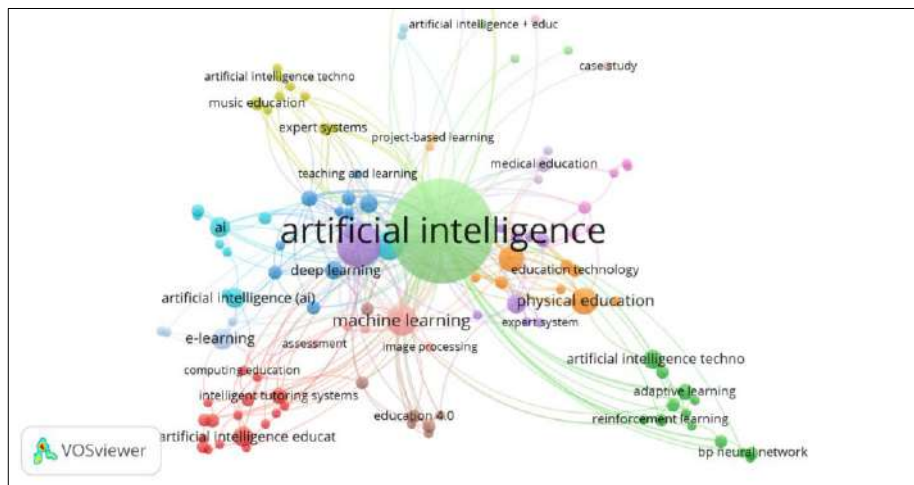 artificial intelligence + educ
case study
artificial intelligence techno
music education
expert systems
project-based learning
medical education
teaching and learning
ai
artificial intelligence
deep learning
education technology
artificial intelligence (ai)
physical education
machine learning
expert system
e-learning
assessment
image processing
artificial intelligence techno
computing education
adaptive learning
intelligent tutoring systems
education 4.0
reinforcement learning
artificial intelligence educat
bp neural network
VOSviewer